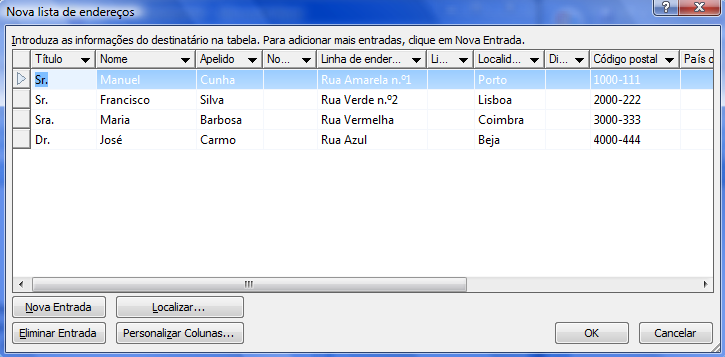 Nova lista de endereços
Introduza as informações do destinatário na tabela. Para adicionar mais entradas, clique em Nova Entrada.
Título Nome Apelido No... Linha de ender... Li... Localid... Di... Código postal País o
Sr. Manuel Cunha Rua Amarela n.º1 Porto 1000-111
Sr. Francisco Silva Rua Verde n.º2 Lisboa 2000-222
Sra. Maria Barbosa Rua Vermelha Coimbra 3000-333
Dr. José Carmo Rua Azul Beja 4000-444
Nova Entrada Localizar...
Eliminar Entrada Personalizar Colunas... OK Cancelar